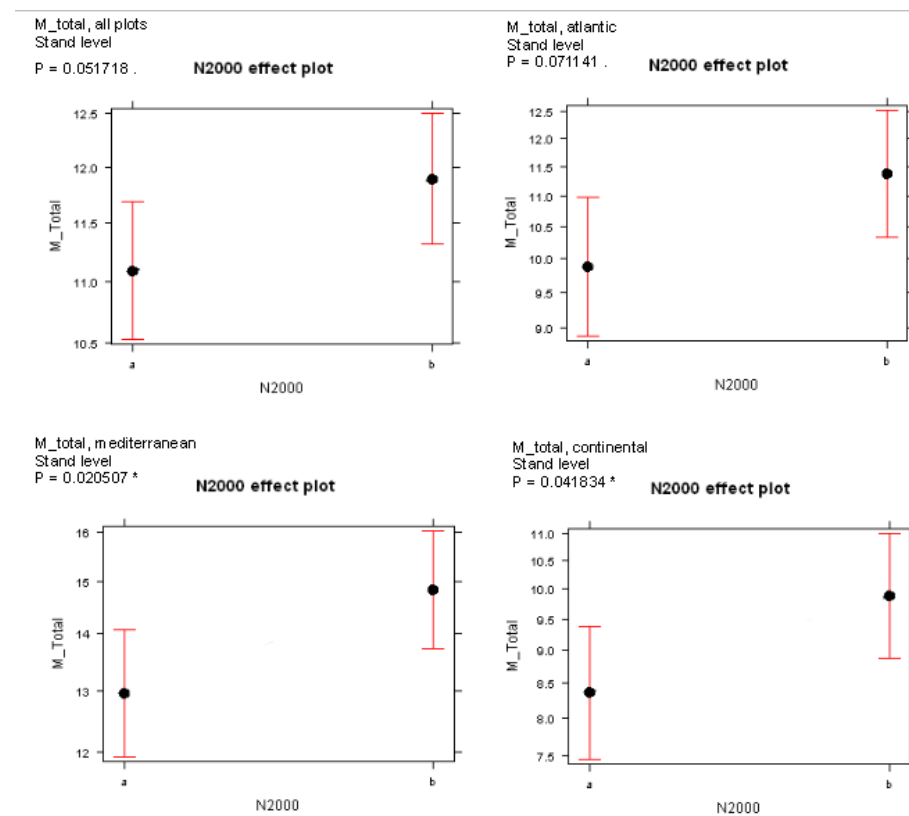 M_total, all plots
Stand level
P = 0.051718 .
N2000 effect plot
12.5
12.0
11.5
11.0
10.5
M_Total
a
b
N2000
M_total, atlantic
Stand level
P = 0.071141 .
N2000 effect plot
12.5
12.0
11.5
11.0
10.5
10.0
9.5
9.0
M_Total
a
b
N2000
M_total, mediterranean
Stand level
P = 0.020507 *
N2000 effect plot
16
15
14
13
12
M_Total
a
b
N2000
M_total, continental
Stand level
P = 0.041834 *
N2000 effect plot
11.0
10.5
10.0
9.5
9.0
8.5
8.0
7.5
M_Total
a
b
N2000